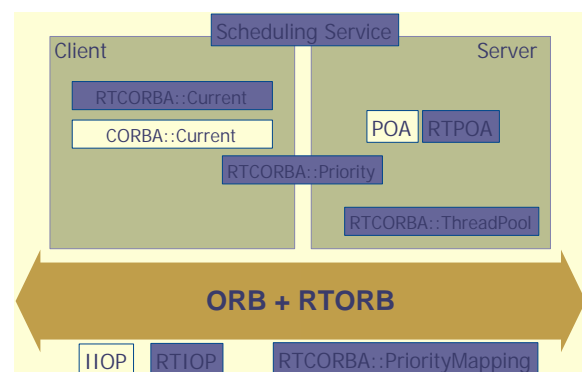 Scheduling Service
Client
Server
RTCORBA::Current
CORBA::Current
POA
RTPOA
RTCORBA::Priority
RTCORBA::ThreadPool
ORB + RTORB
IIOP
RTIOP
RTCORBA::PriorityMapping